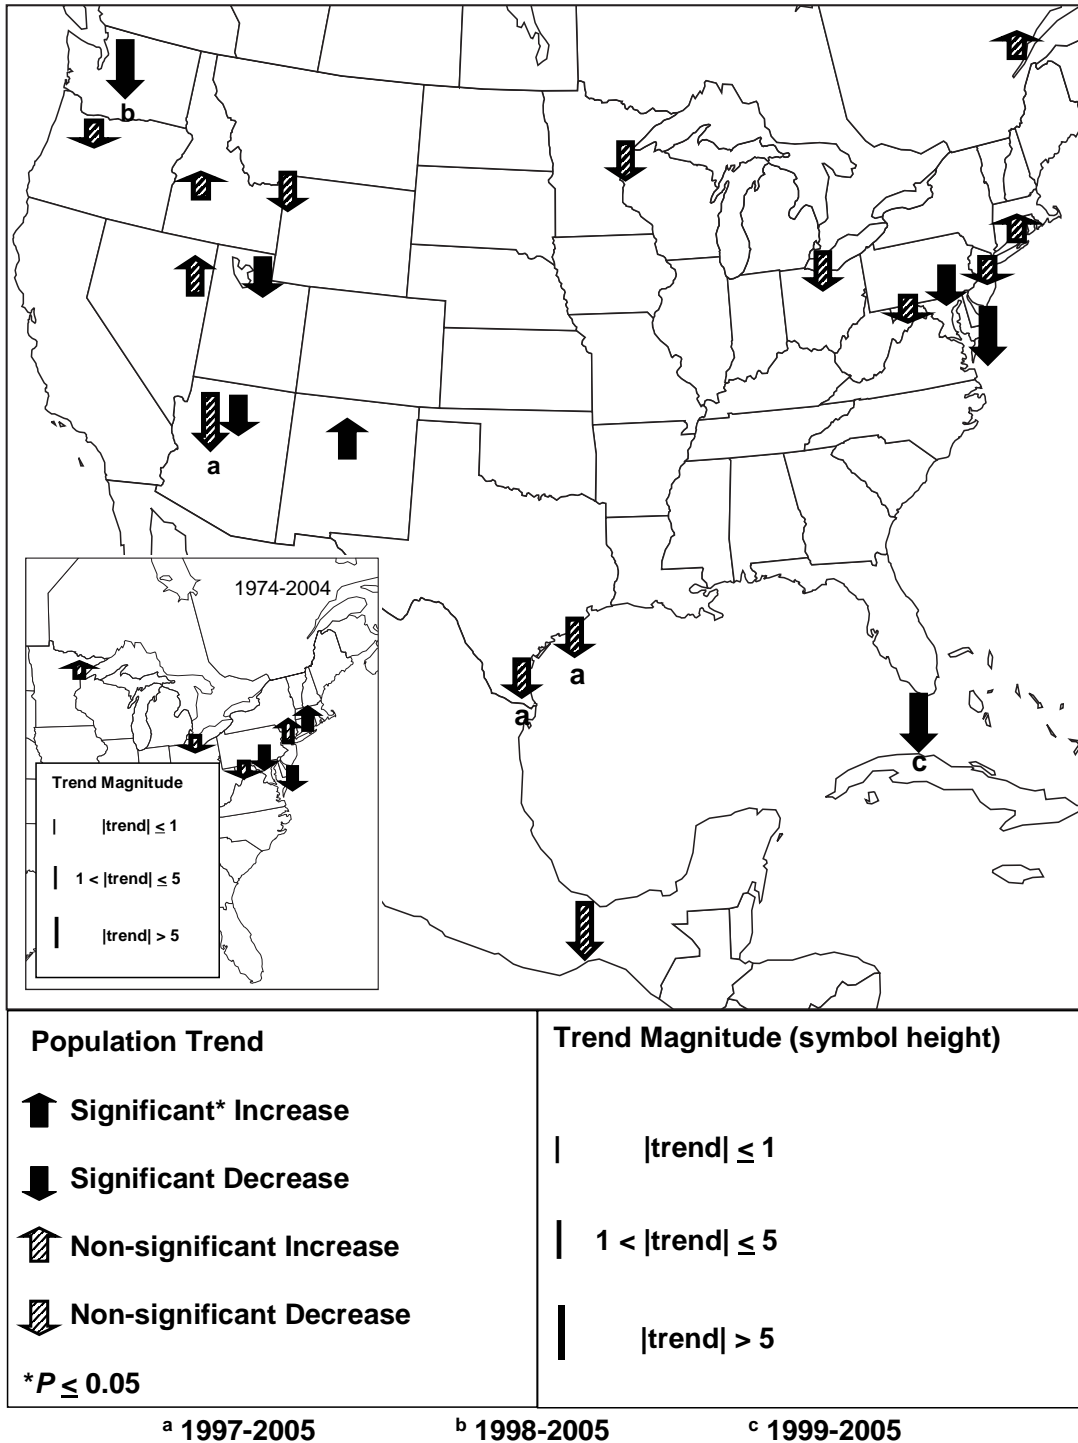 b
a
1974-2004
a
a
c
Trend Magnitude
|trend| ≤ 1
1 < |trend| ≤ 5
|trend| > 5
Population Trend
Significant* Increase
Significant Decrease
Non-significant Increase
Non-significant Decrease
*P ≤ 0.05
Trend Magnitude (symbol height)
|trend| ≤ 1
1 < |trend| ≤ 5
|trend| > 5
a 1997-2005 b 1998-2005 c 1999-2005